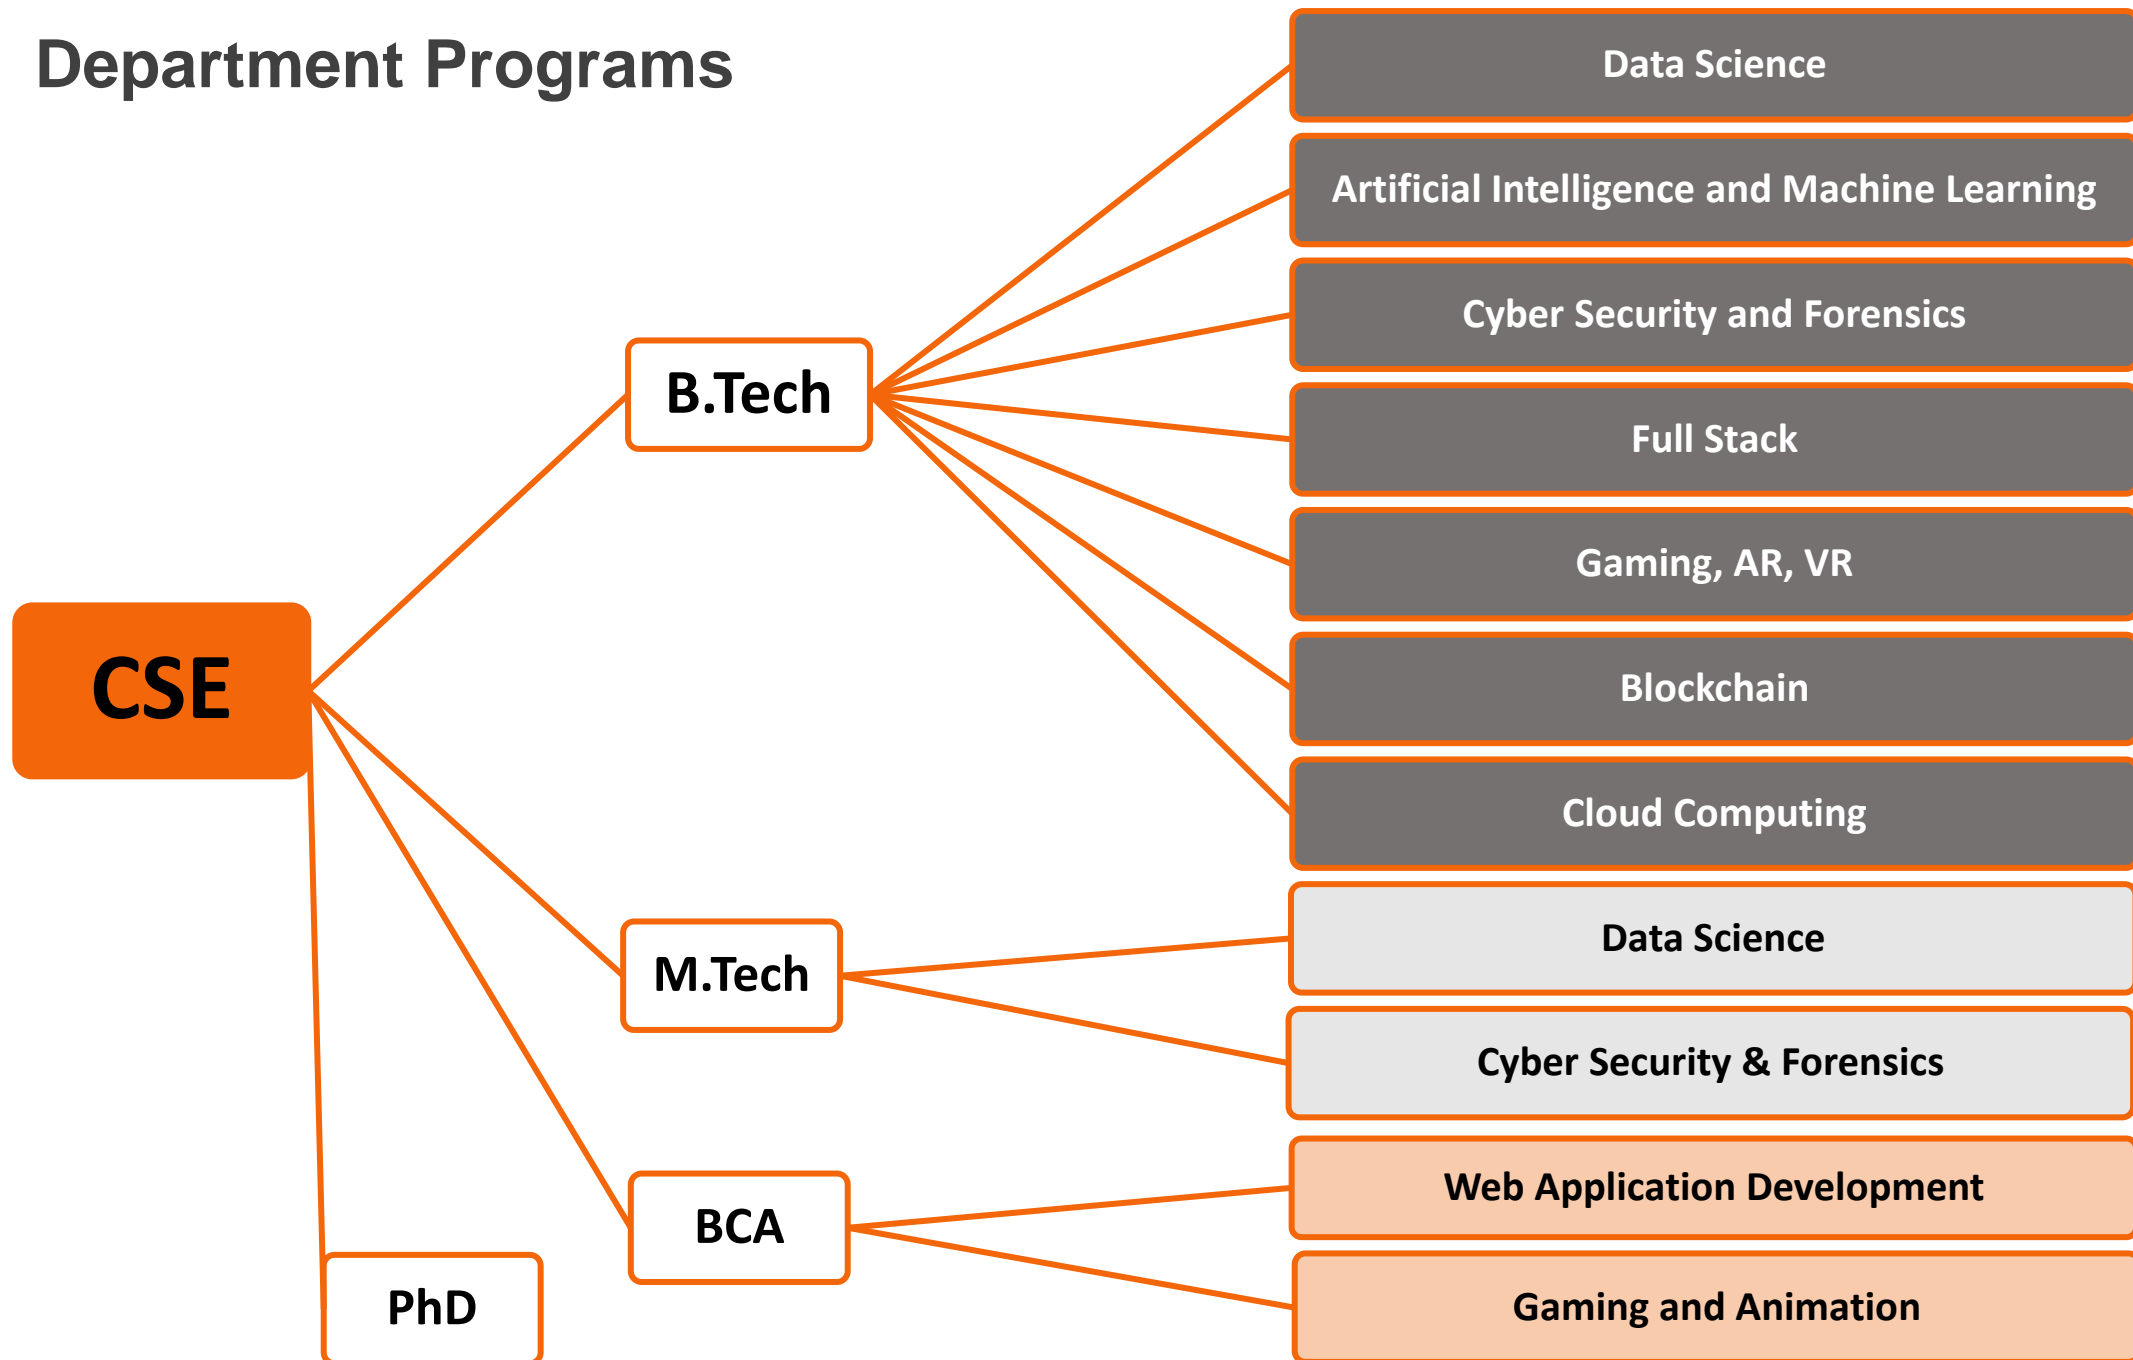 Department Programs
CSE
B.Tech
Data Science
Artificial Intelligence and Machine Learning
Cyber Security and Forensics
Full Stack
Gaming, AR, VR
Blockchain
Cloud Computing
M.Tech
Data Science
Cyber Security & Forensics
BCA
Web Application Development
Gaming and Animation
PhD